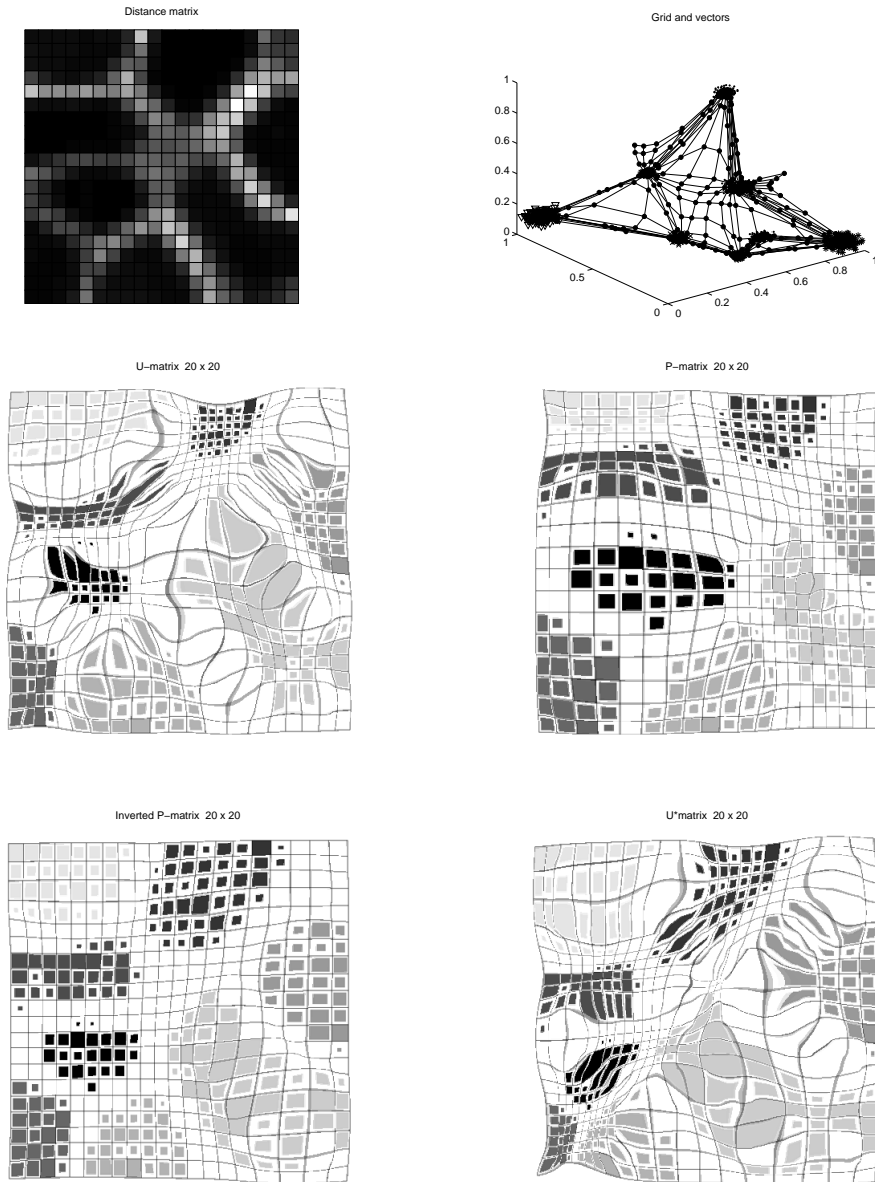 Distance matrix
Grid and vectors
1
0.8
0.6
0.4
0.2
0
1
0.5
0
0
0.2
0.4
0.6
0.8
1
U−matrix 20 x 20
P−matrix 20 x 20
Inverted P−matrix 20 x 20
U*matrix 20 x 20